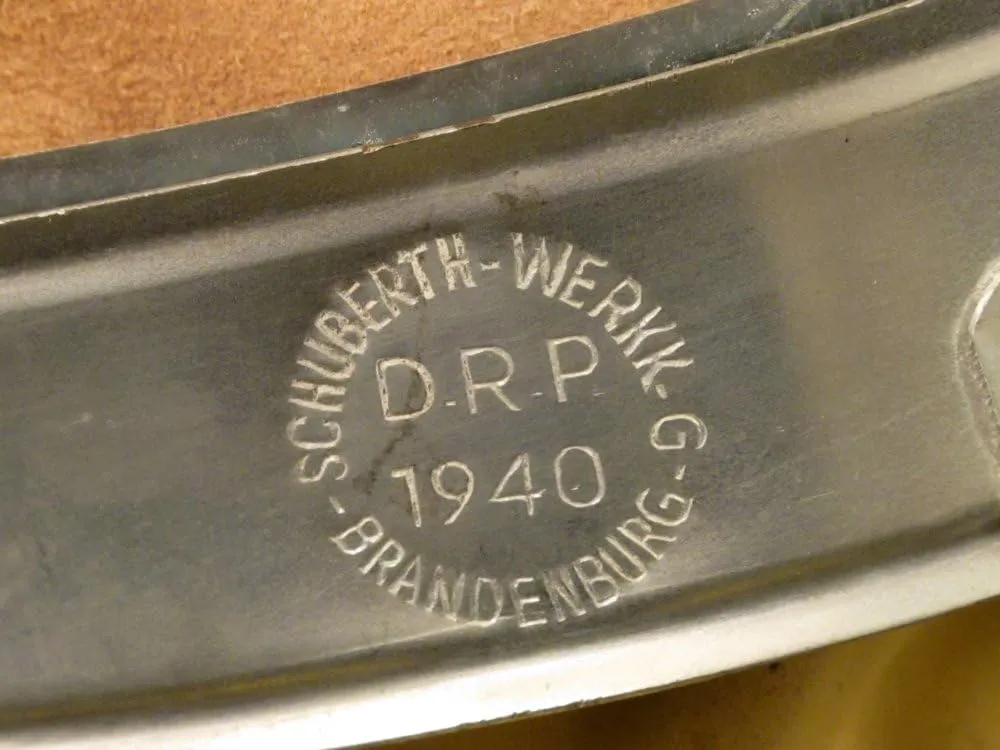 SCHUBERTH-WERKK-G-
BRANDENBURG-
D.R.P.
1940